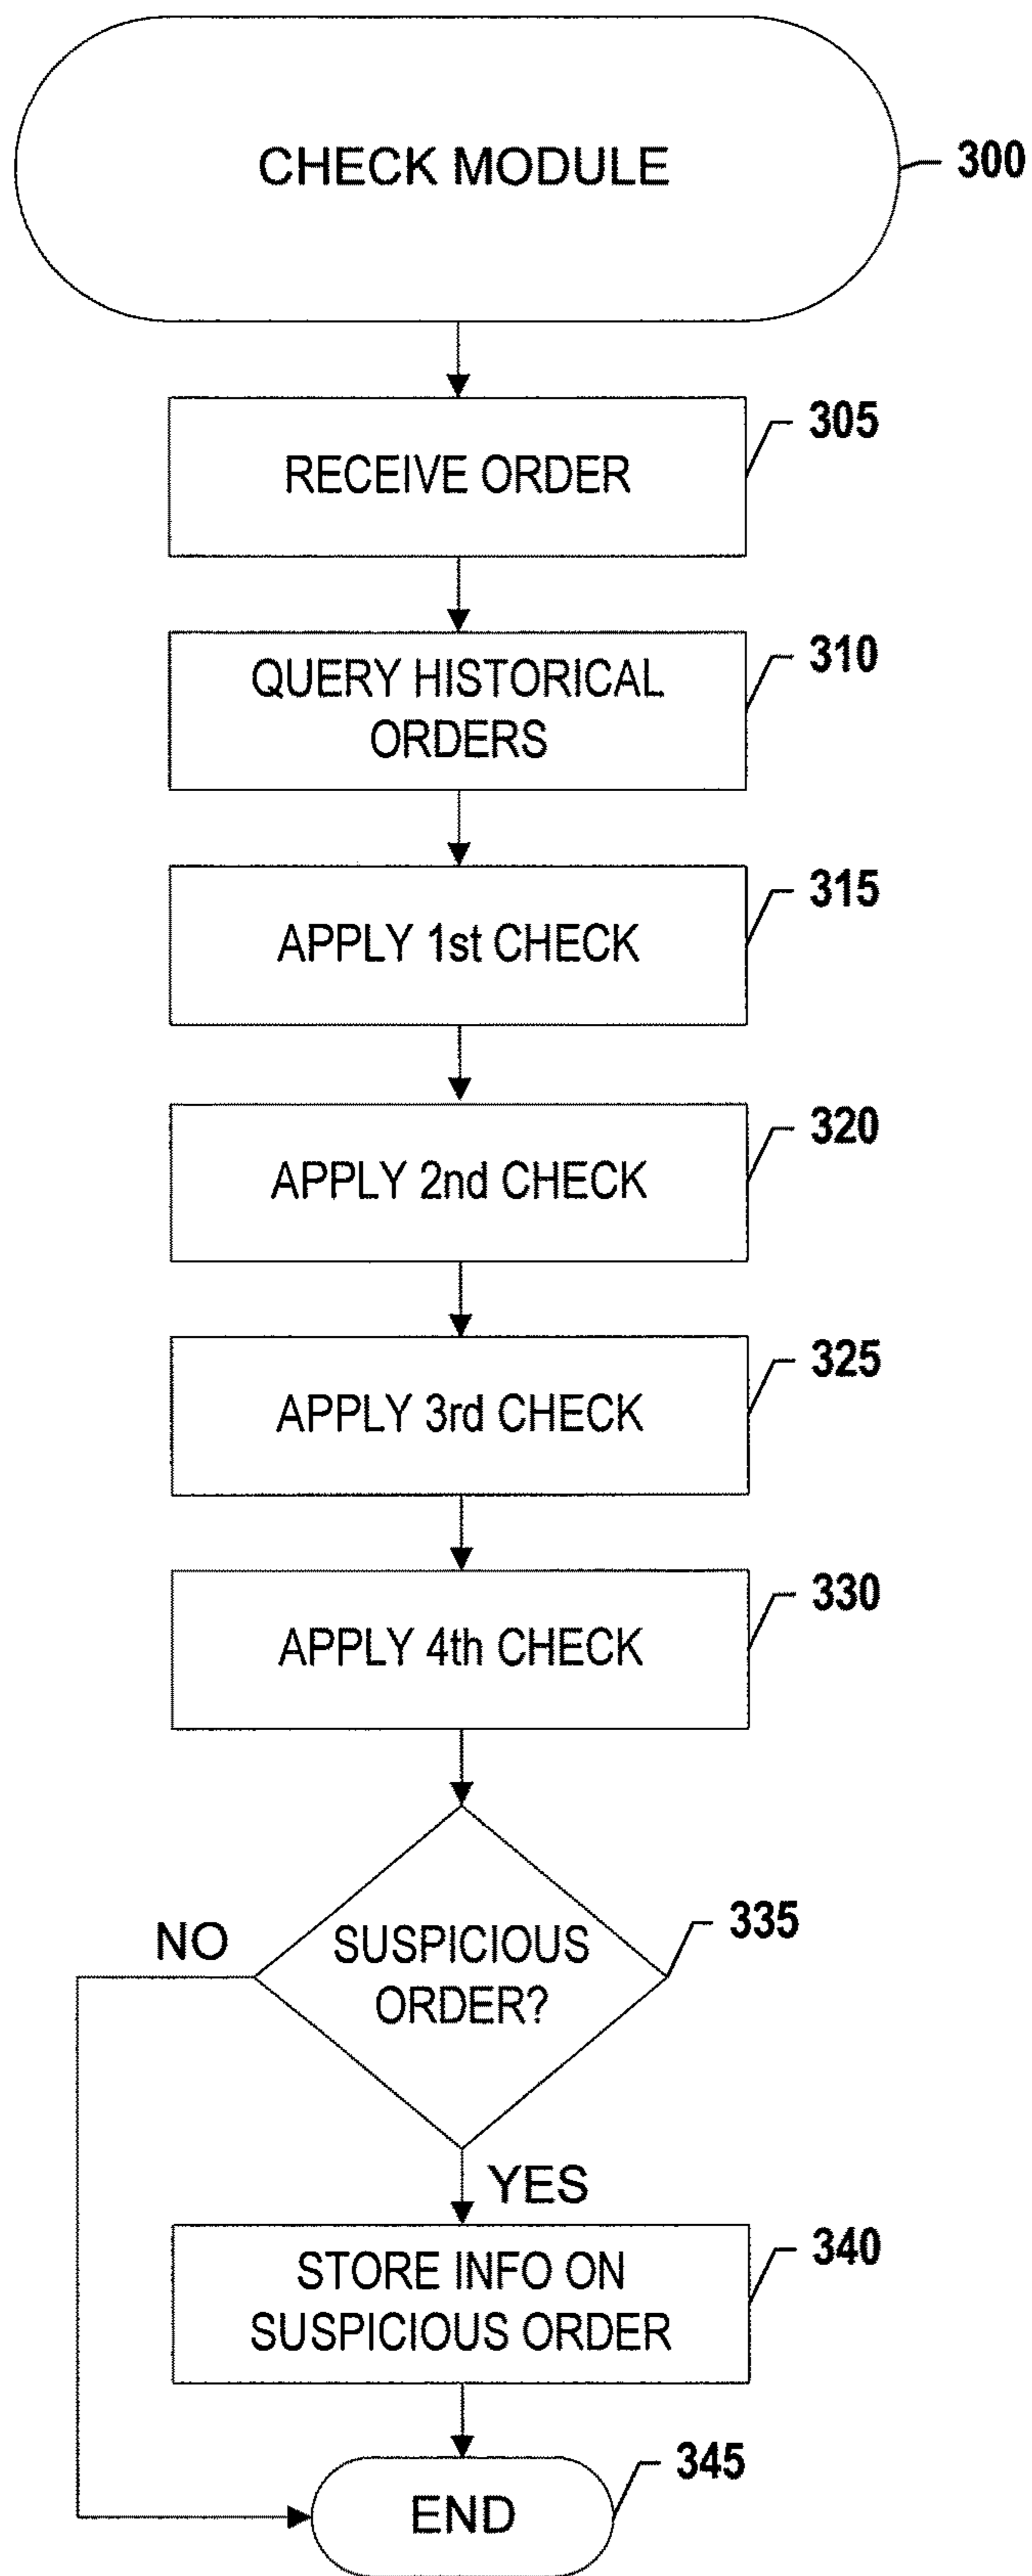 CHECK MODULE
300
305
RECEIVE ORDER
310
QUERY HISTORICAL
ORDERS
315
APPLY 1st CHECK
320
APPLY 2nd CHECK
325
APPLY 3rd CHECK
330
APPLY 4th CHECK
335
NO
SUSPICIOUS
ORDER?
YES
340
STORE INFO ON
SUSPICIOUS ORDER
345
END